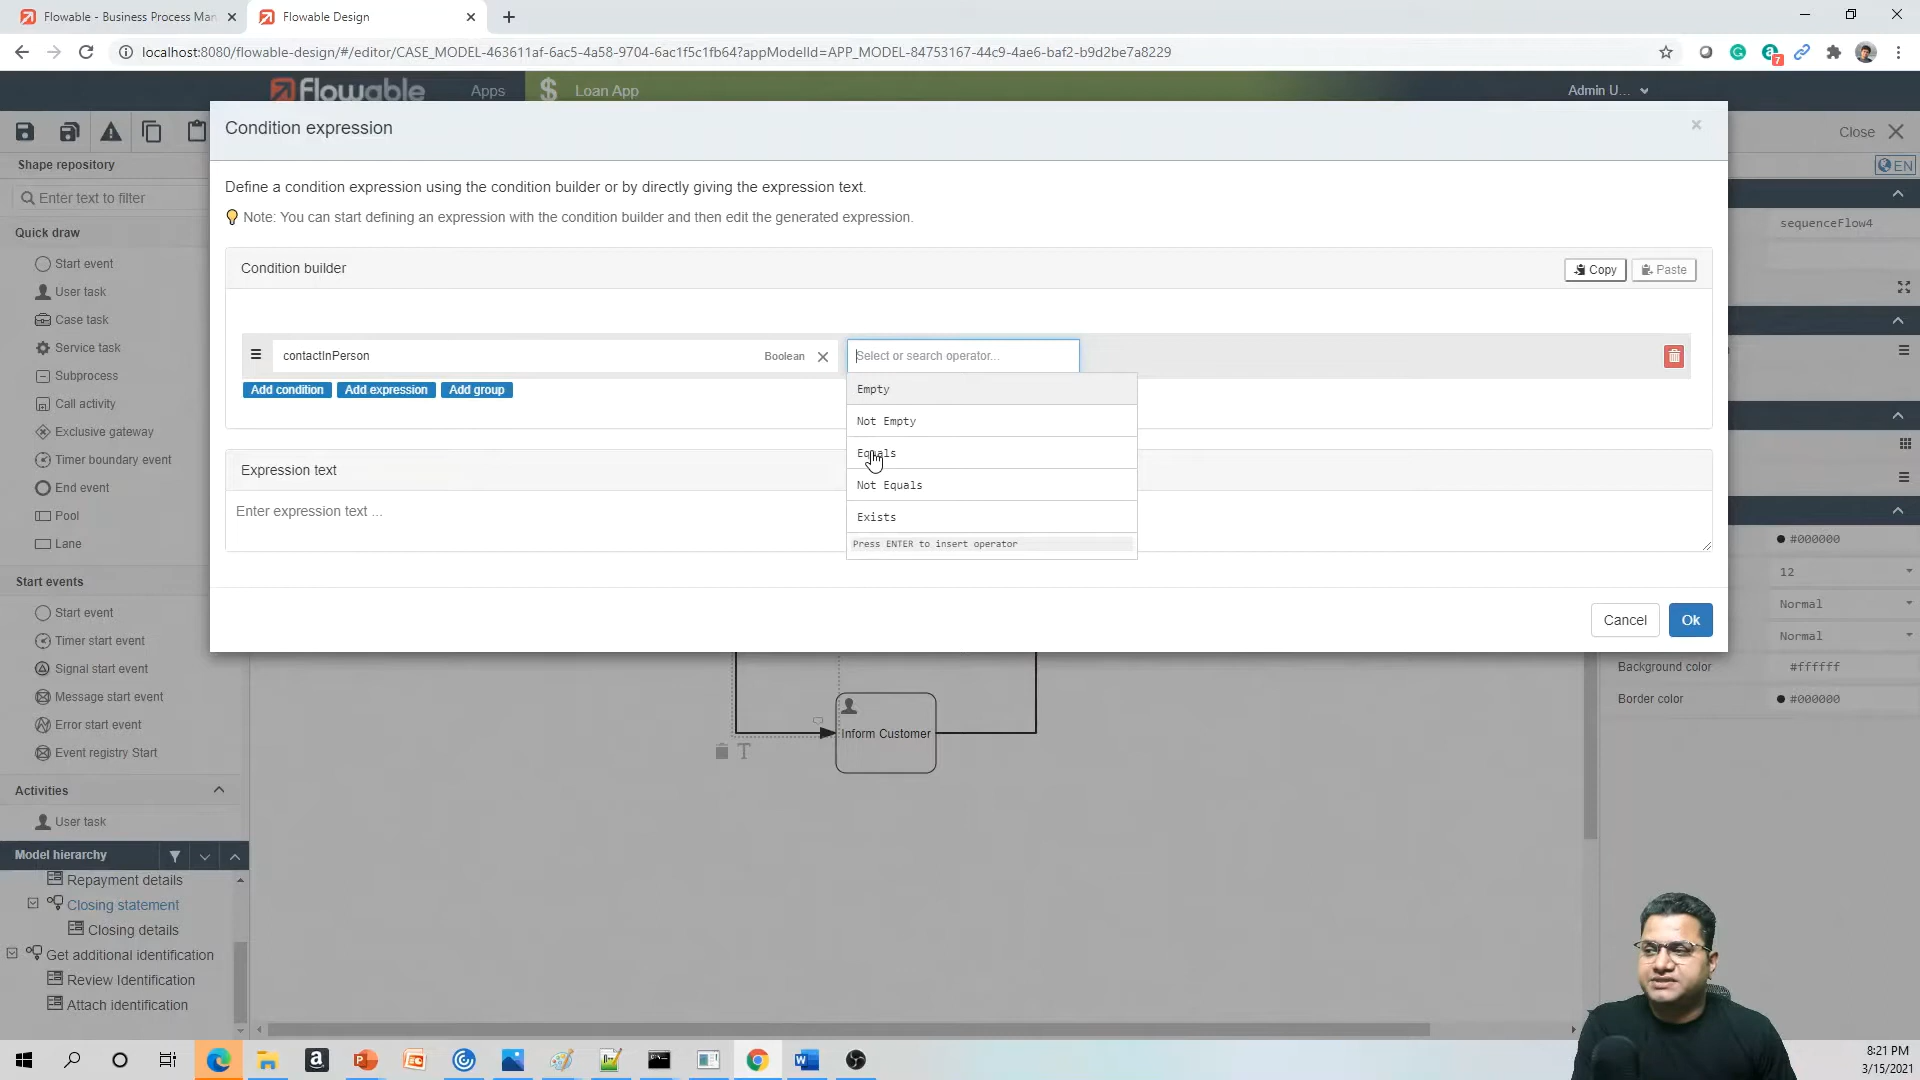 Flowable - Business Process Man
Flowable Design
localhost:8080/flowable-design/#/editor/CASE_MODEL-463611af-6ac5-4a58-9704-6ac1f5c1fb64?appModelId=APP_MODEL-84753167-44c9-4ae6-baf2-b9d2be7a8229
7
flowable
Apps
$
Loan App
Admin U...
Close
EN
Condition expression
Define a condition expression using the condition builder or by directly giving the expression text.
Note: You can start defining an expression with the condition builder and then edit the generated expression.
Condition builder
Copy
Paste
contactInPerson
Boolean
Select or search operator...
Add condition
Add expression
Add group
Empty
Not Empty
Equals
Not Equals
Exists
Press ENTER to insert operator
Expression text
Enter expression text ...
Cancel
Ok
Shape repository
Enter text to filter
Quick draw
Start event
User task
Case task
Service task
Subprocess
Call activity
Exclusive gateway
Timer boundary event
End event
Pool
Lane
Start events
Start event
Timer start event
Signal start event
Message start event
Error start event
Event registry Start
Activities
User task
Model hierarchy
Repayment details
Closing statement
Closing details
Get additional identification
Review Identification
Attach identification
Inform Customer
T
sequenceFlow4
#000000
12
Normal
Normal
Background color
#ffffff
Border color
#000000
8:21 PM
3/15/2021